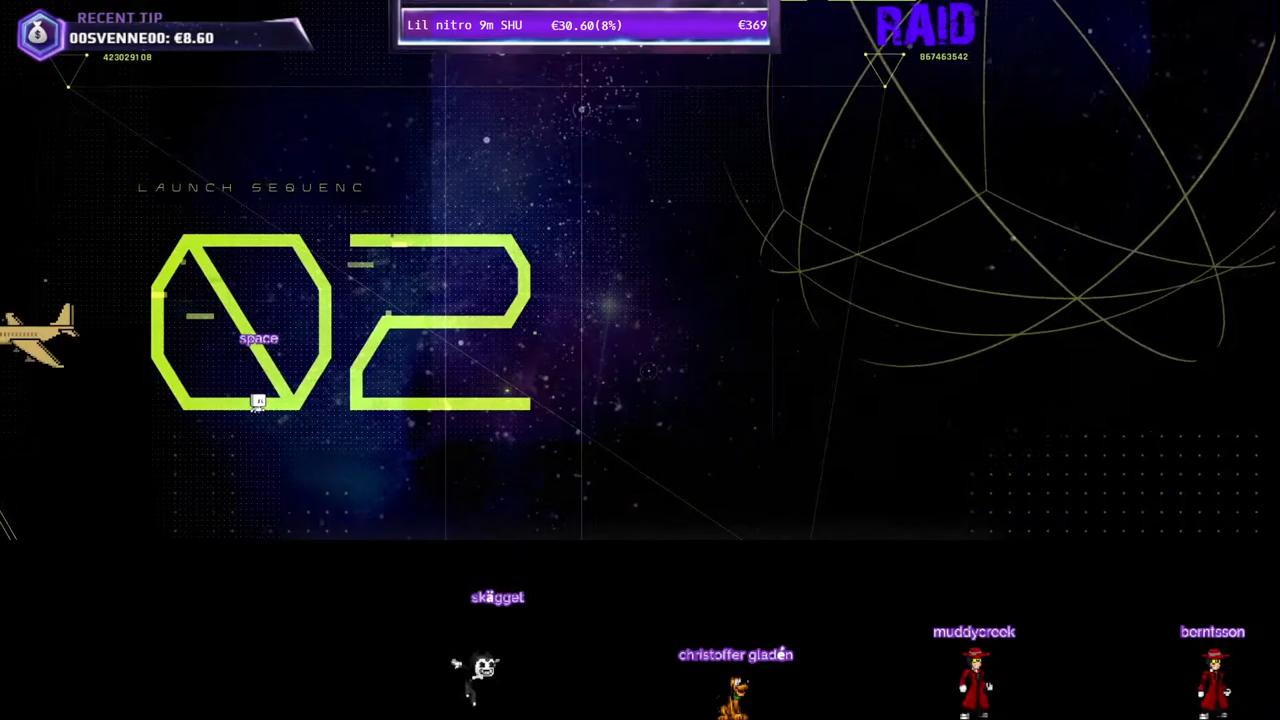 RECENT TIP
00SVENNE00: €8.60
Lil nitro 9m SHU €30.60(8%) €369
RAID
423029108
867463542
LAUNCH SEQUENC
02
space
skägget
christoffer gladén
muddycreek
berntsson